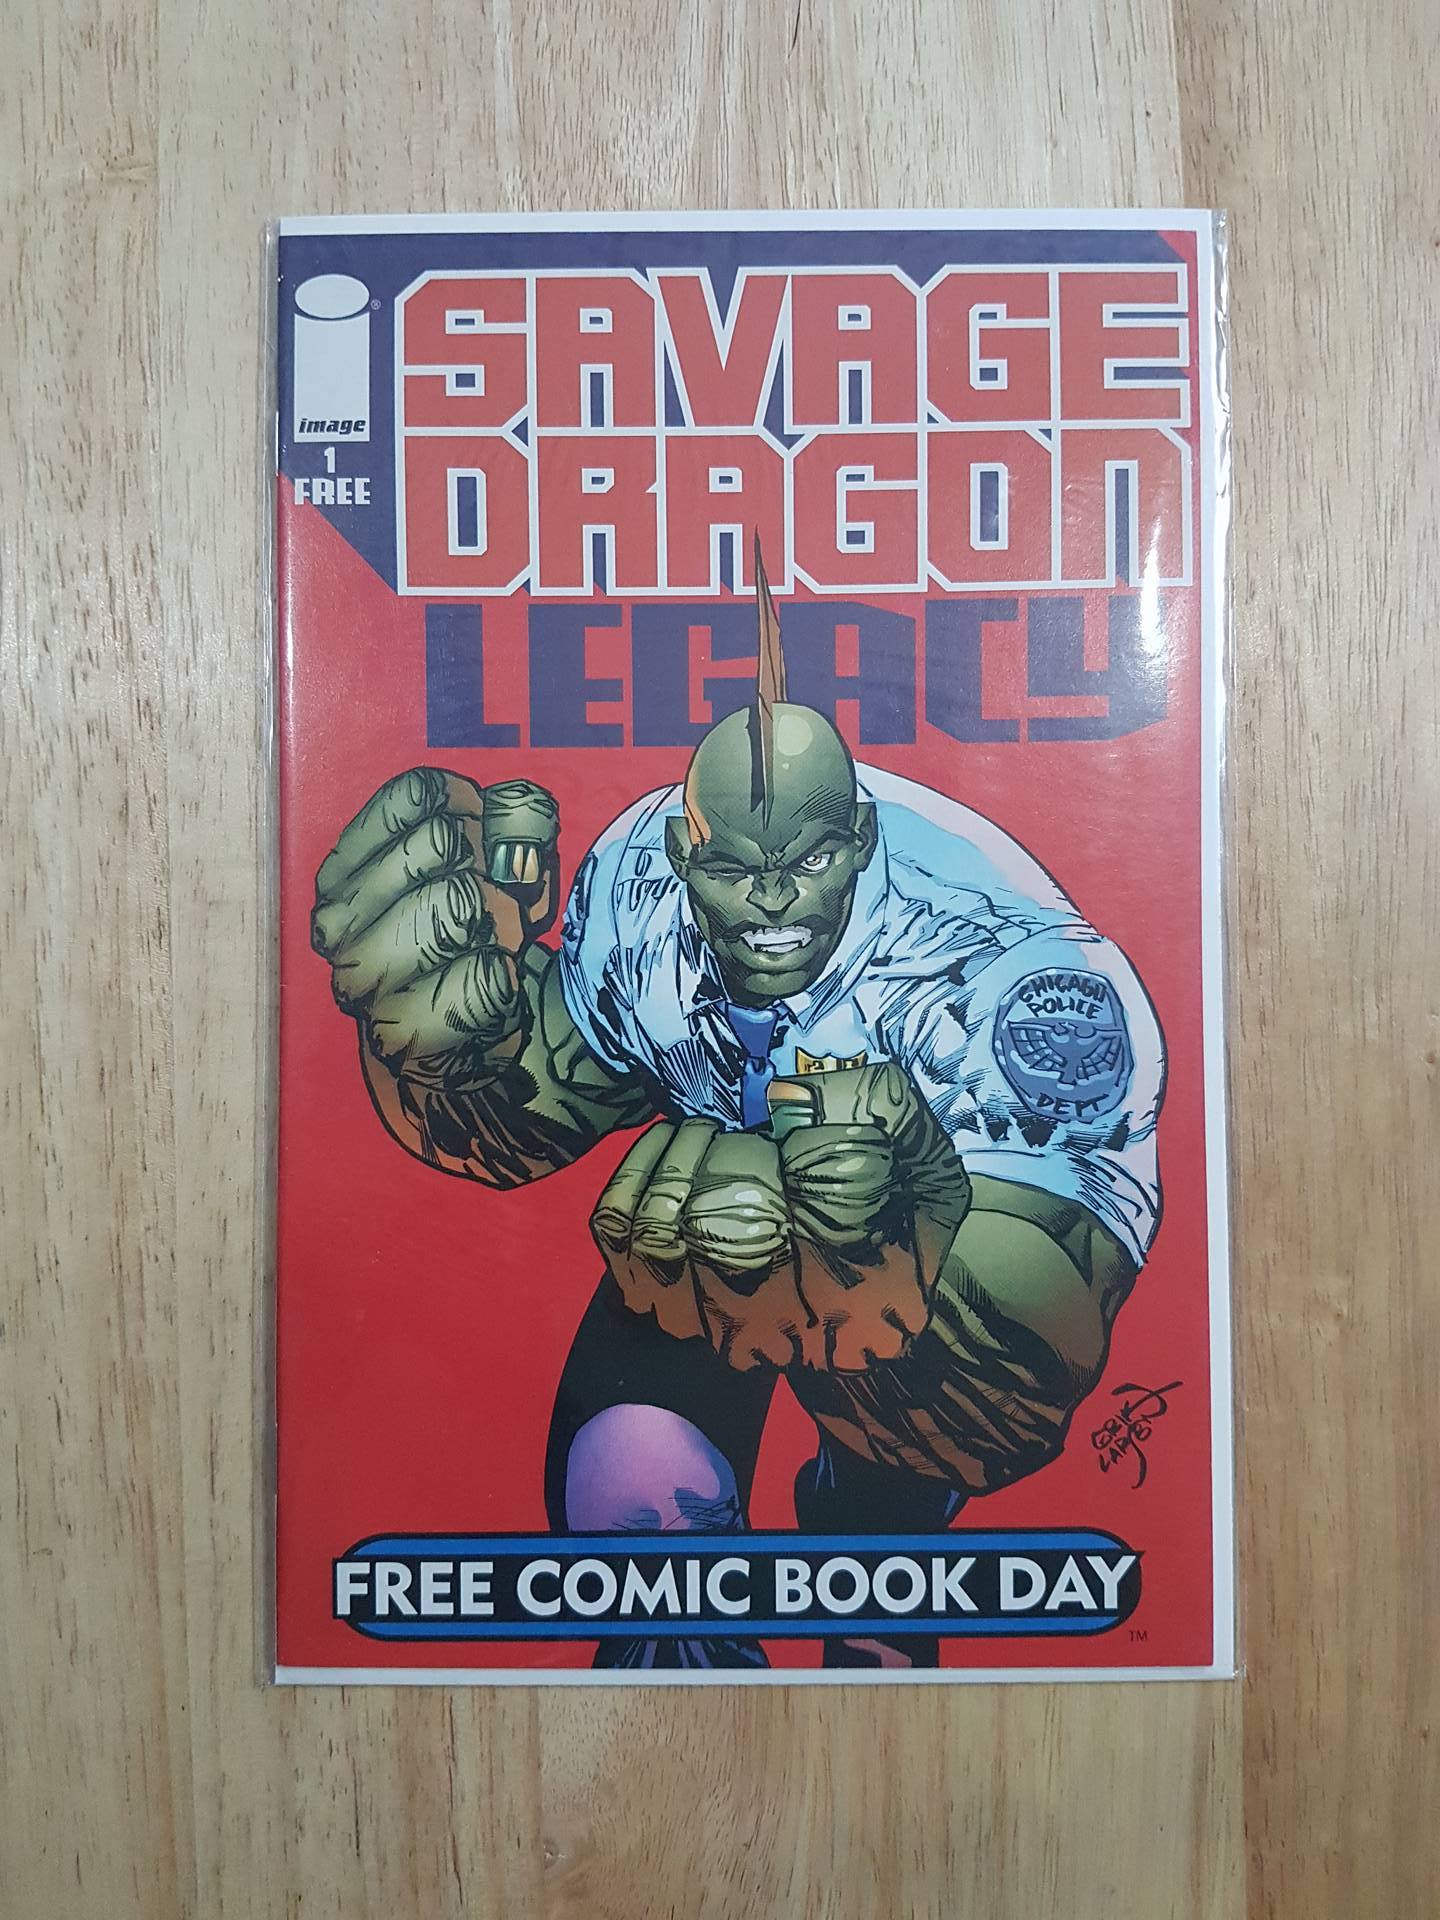 SAVAGE
DRAGON
LEGACY
®
image
1
FREE
CHICAGO
POLICE
DEPT
ERIK
LARSEN
FREE COMIC BOOK DAY
TM